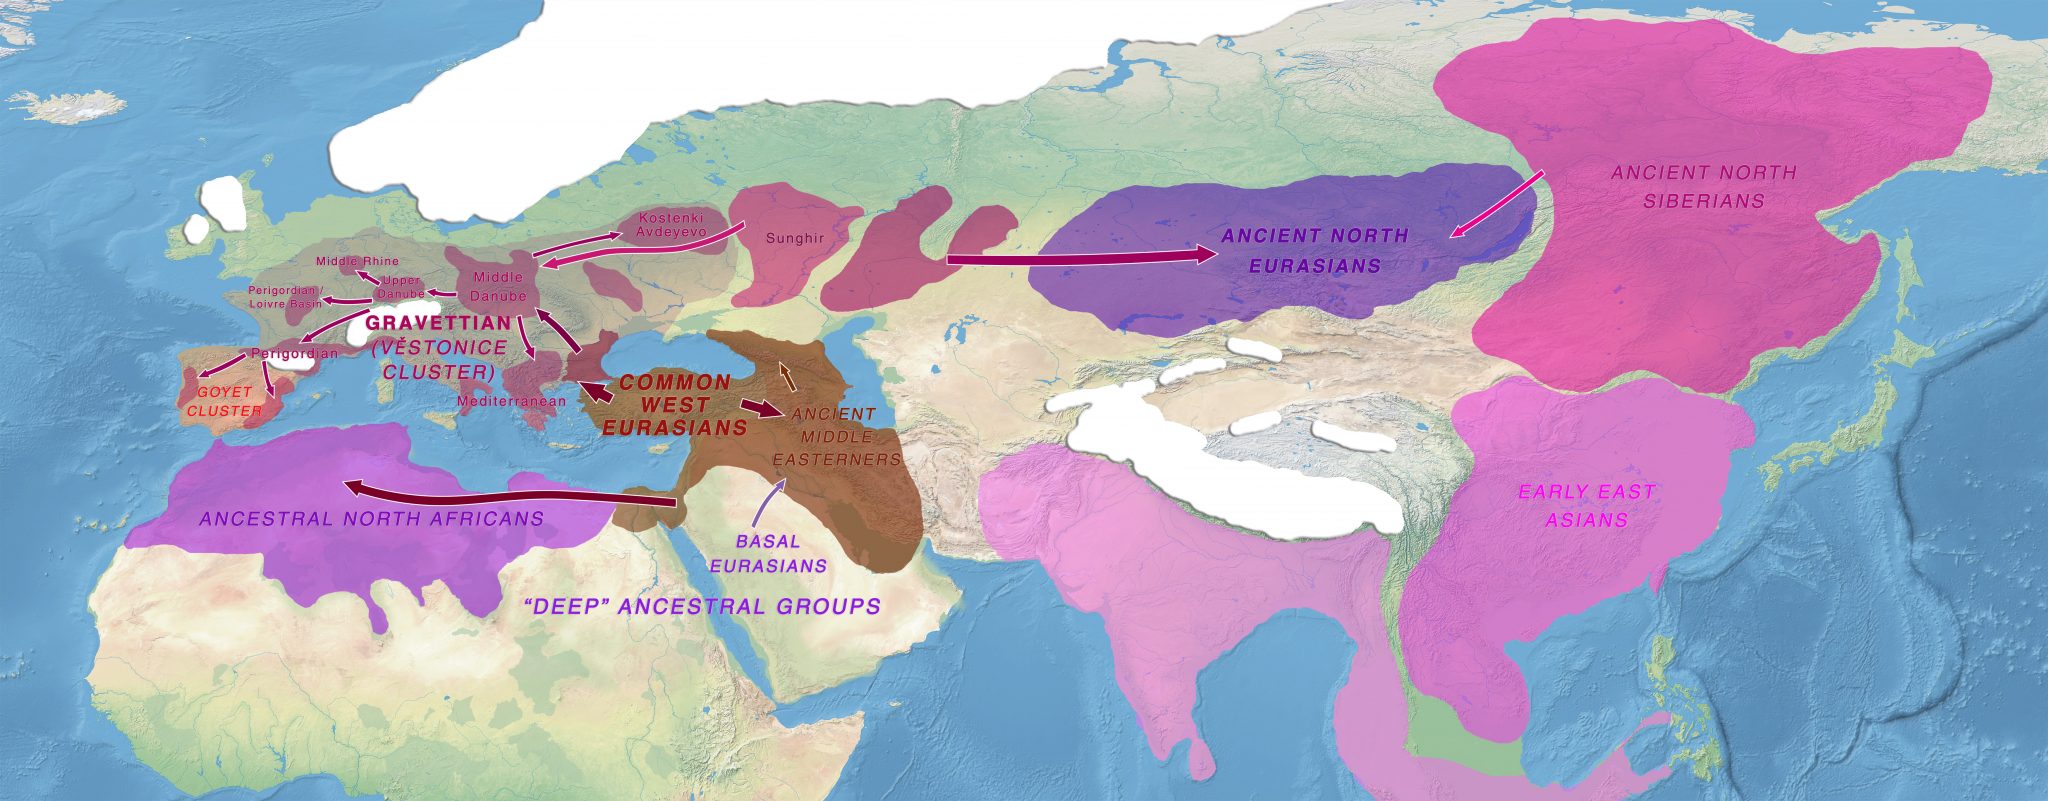 ANCIENT NORTH
SIBERIANS
Kostenki
Avdeyevo
Sunghir
ANCIENT NORTH
EURASIANS
Middle Rhine
Upper
Danube
Middle
Danube
Perigordian /
Loivre Basin
GRAVETTIAN
(VĚSTONICE
CLUSTER)
Perigordian
GOYET
CLUSTER
Mediterranean
COMMON
WEST
EURASIANS
ANCIENT
MIDDLE
EASTERNERS
ANCESTRAL NORTH AFRICANS
BASAL
EURASIANS
“DEEP” ANCESTRAL GROUPS
EARLY EAST
ASIANS